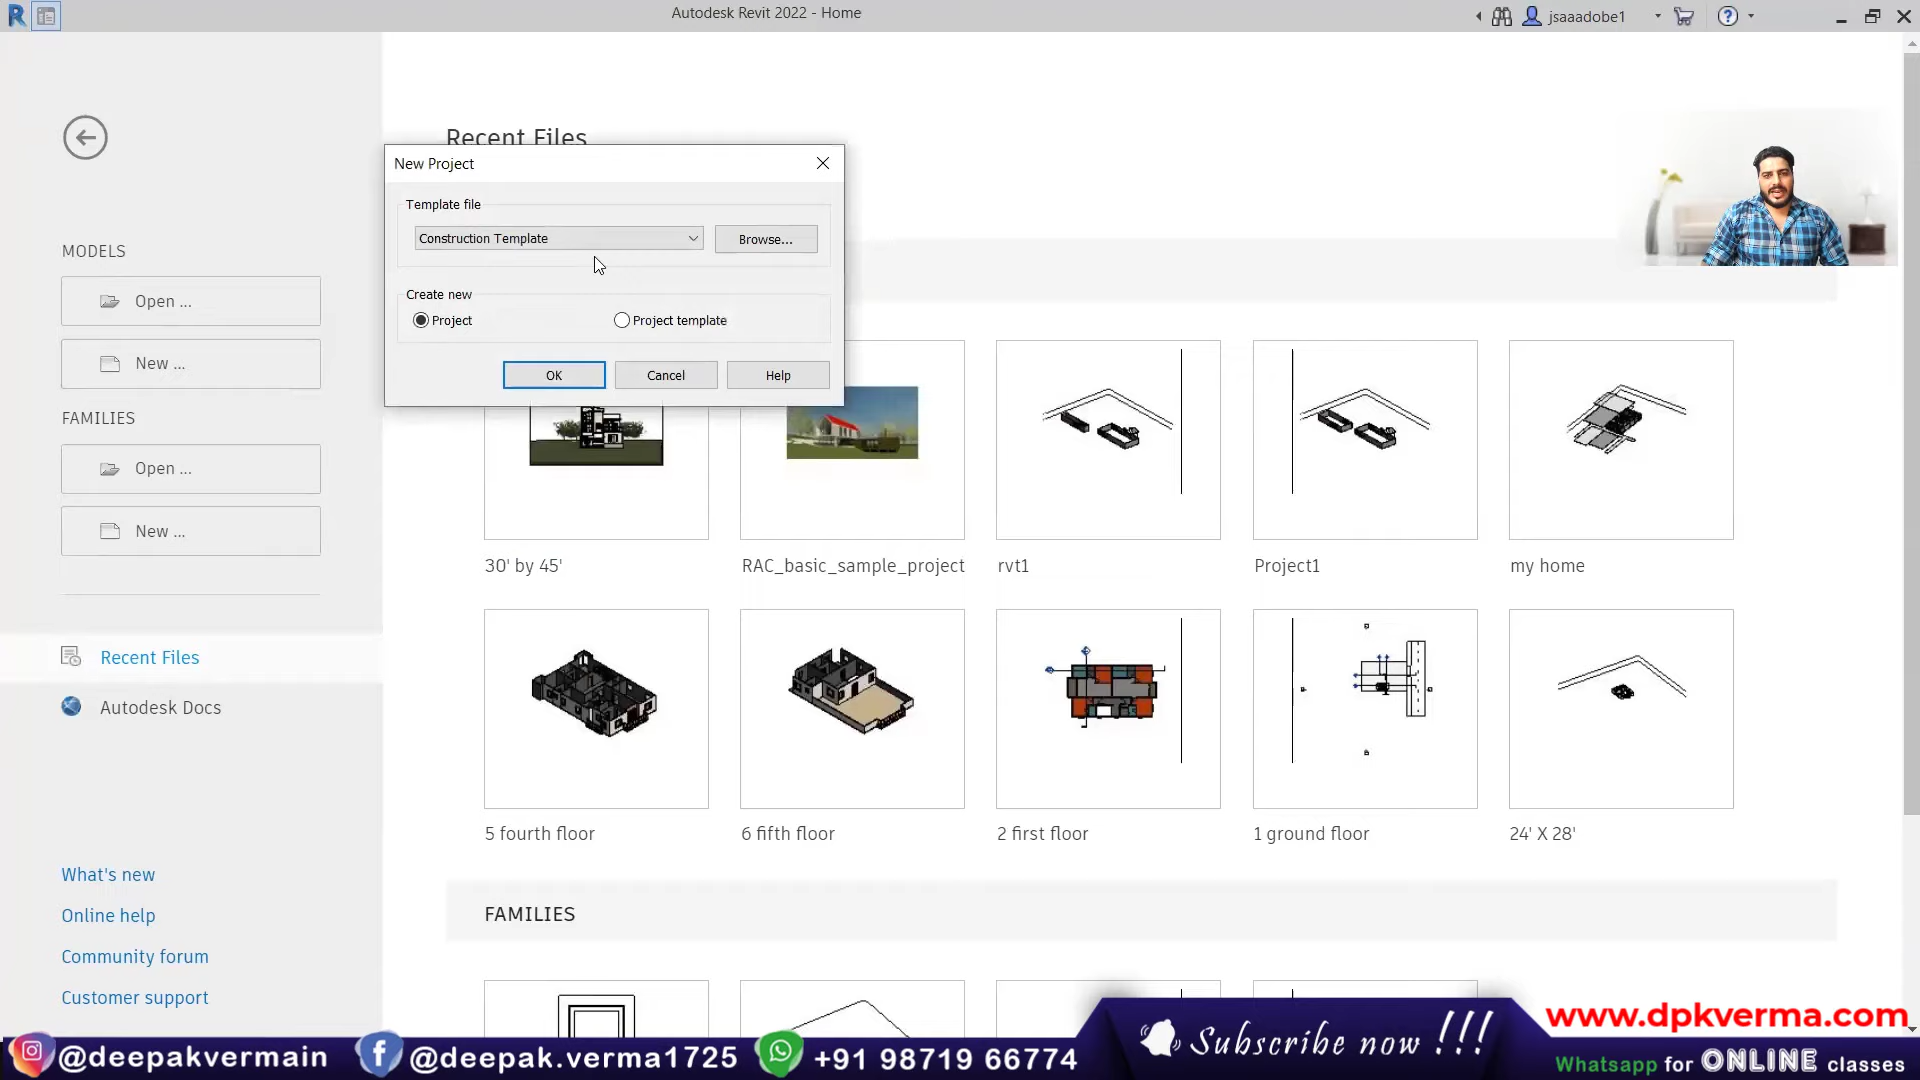 Autodesk Revit 2022 - Home
jsaaadobe1
Recent Files
New Project
Template file
Construction Template
Browse...
Create new
Project
Project template
OK
Cancel
Help
MODELS
Open ...
New ...
FAMILIES
Open ...
New ...
Recent Files
Autodesk Docs
What's new
Online help
Community forum
Customer support
30' by 45'
RAC_basic_sample_project
rvt1
Project1
my home
5 fourth floor
6 fifth floor
2 first floor
1 ground floor
24' X 28'
FAMILIES
@deepakvermain
@deepak.verma1725
+91 98719 66774
Subscribe now !!!
www.dpkverma.com
Whatsapp for ONLINE classes